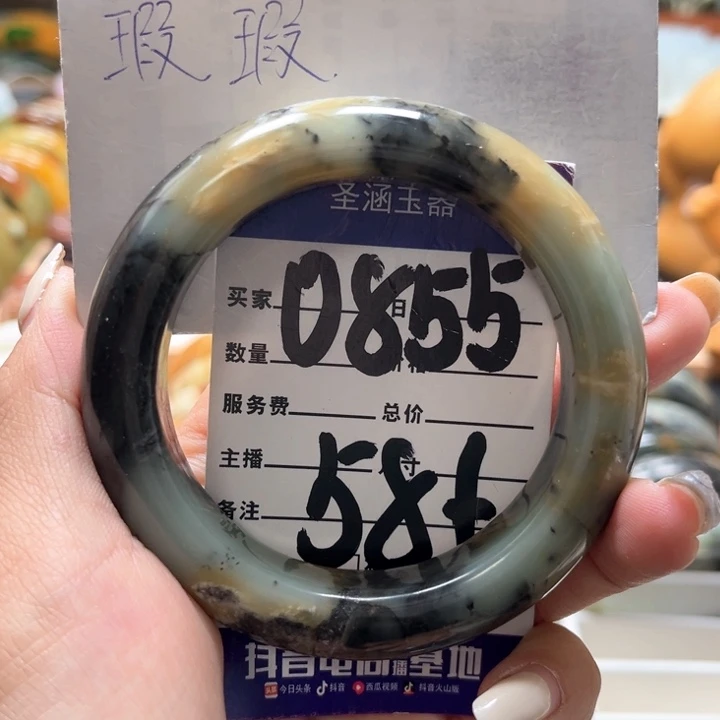 瑕 瑕.
圣涵玉器
买家 0855 日
数量
服务费 总价
主播 寸
58+
备注
抖音电商直播基地
今日头条 抖音 西瓜视频 抖音火山版